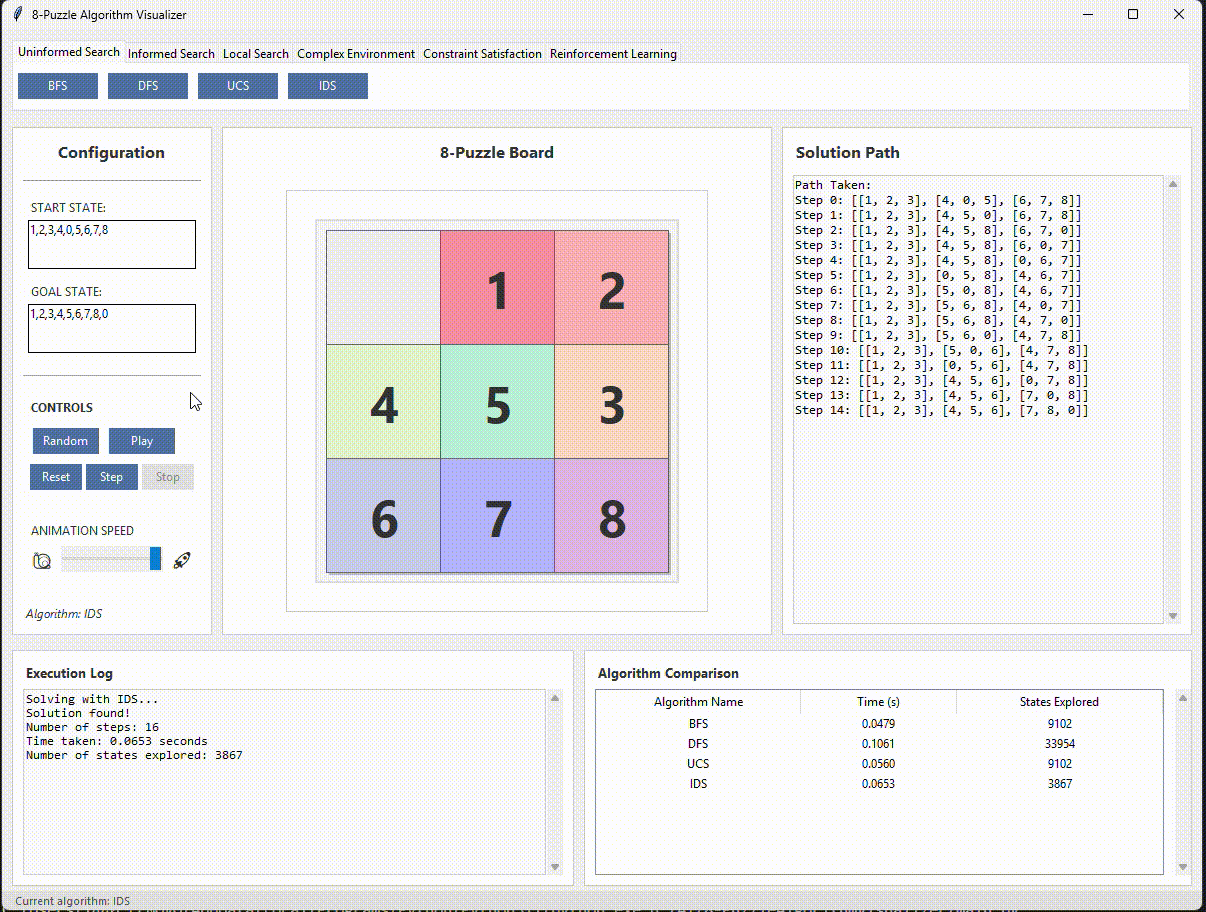 8-Puzzle Algorithm Visualizer
Uninformed Search Informed Search Local Search Complex Environment Constraint Satisfaction Reinforcement Learning
BFS DFS UCS IDS
Configuration
START STATE:
1,2,3,4,0,5,6,7,8
GOAL STATE:
1,2,3,4,5,6,7,8,0
CONTROLS
Random Play
Reset Step Stop
ANIMATION SPEED
Algorithm: IDS
8-Puzzle Board
1 2
4 5 3
6 7 8
Solution Path
Path Taken:
Step 0: [[1, 2, 3], [4, 0, 5], [6, 7, 8]]
Step 1: [[1, 2, 3], [4, 5, 0], [6, 7, 8]]
Step 2: [[1, 2, 3], [4, 5, 8], [6, 7, 0]]
Step 3: [[1, 2, 3], [4, 5, 8], [6, 0, 7]]
Step 4: [[1, 2, 3], [4, 5, 8], [0, 6, 7]]
Step 5: [[1, 2, 3], [0, 5, 8], [4, 6, 7]]
Step 6: [[1, 2, 3], [5, 0, 8], [4, 6, 7]]
Step 7: [[1, 2, 3], [5, 6, 8], [4, 0, 7]]
Step 8: [[1, 2, 3], [5, 6, 8], [4, 7, 0]]
Step 9: [[1, 2, 3], [5, 6, 0], [4, 7, 8]]
Step 10: [[1, 2, 3], [5, 0, 6], [4, 7, 8]]
Step 11: [[1, 2, 3], [0, 5, 6], [4, 7, 8]]
Step 12: [[1, 2, 3], [4, 5, 6], [0, 7, 8]]
Step 13: [[1, 2, 3], [4, 5, 6], [7, 0, 8]]
Step 14: [[1, 2, 3], [4, 5, 6], [7, 8, 0]]
Execution Log
Solving with IDS...
Solution found!
Number of steps: 16
Time taken: 0.0653 seconds
Number of states explored: 3867
Algorithm Comparison
Algorithm Name Time (s) States Explored
BFS 0.0479 9102
DFS 0.1061 33954
UCS 0.0560 9102
IDS 0.0653 3867
Current algorithm: IDS